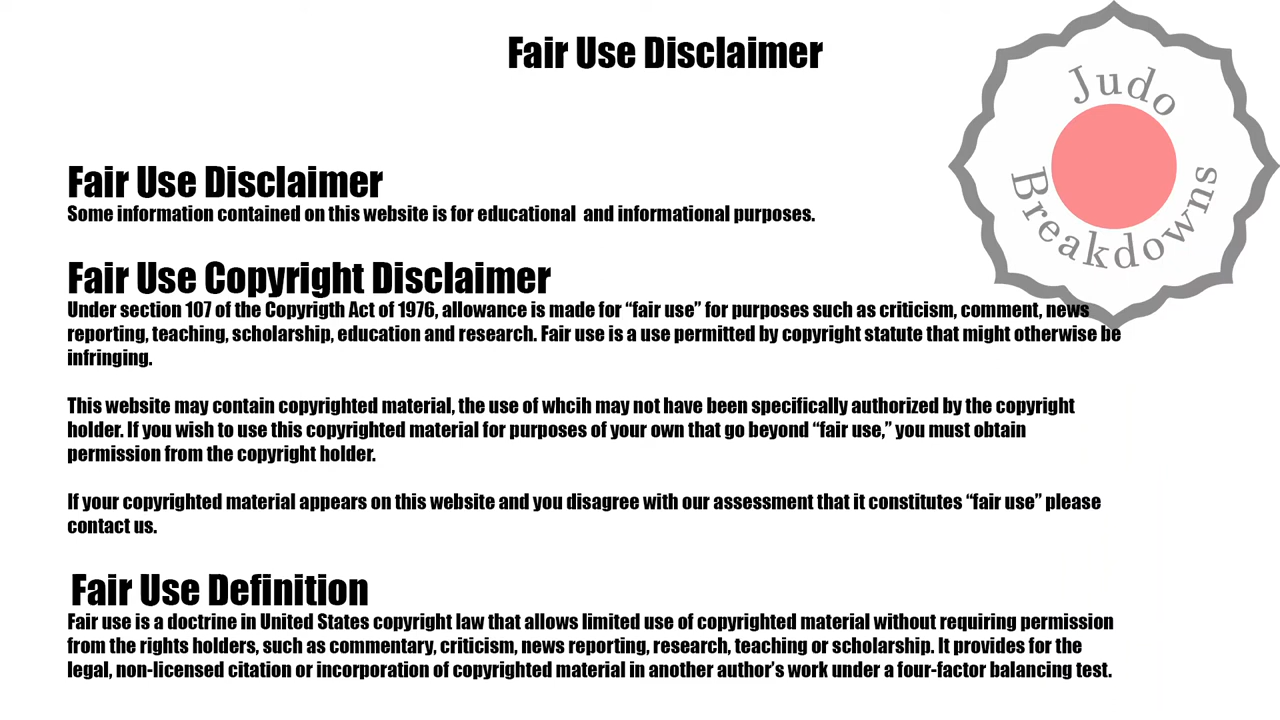 Fair Use Disclaimer
Judo
Breakdowns
Fair Use Disclaimer
Some information contained on this website is for educational  and informational purposes.
Fair Use Copyright Disclaimer
Under section 107 of the Copyrigth Act of 1976, allowance is made for “fair use” for purposes such as criticism, comment, news
reporting, teaching, scholarship, education and research. Fair use is a use permitted by copyright statute that might otherwise be
infringing.
This website may contain copyrighted material, the use of whcih may not have been specifically authorized by the copyright
holder. If you wish to use this copyrighted material for purposes of your own that go beyond “fair use,” you must obtain
permission from the copyright holder.
If your copyrighted material appears on this website and you disagree with our assessment that it constitutes “fair use” please
contact us.
Fair Use Definition
Fair use is a doctrine in United States copyright law that allows limited use of copyrighted material without requiring permission
from the rights holders, such as commentary, criticism, news reporting, research, teaching or scholarship. It provides for the
legal, non-licensed citation or incorporation of copyrighted material in another author’s work under a four-factor balancing test.